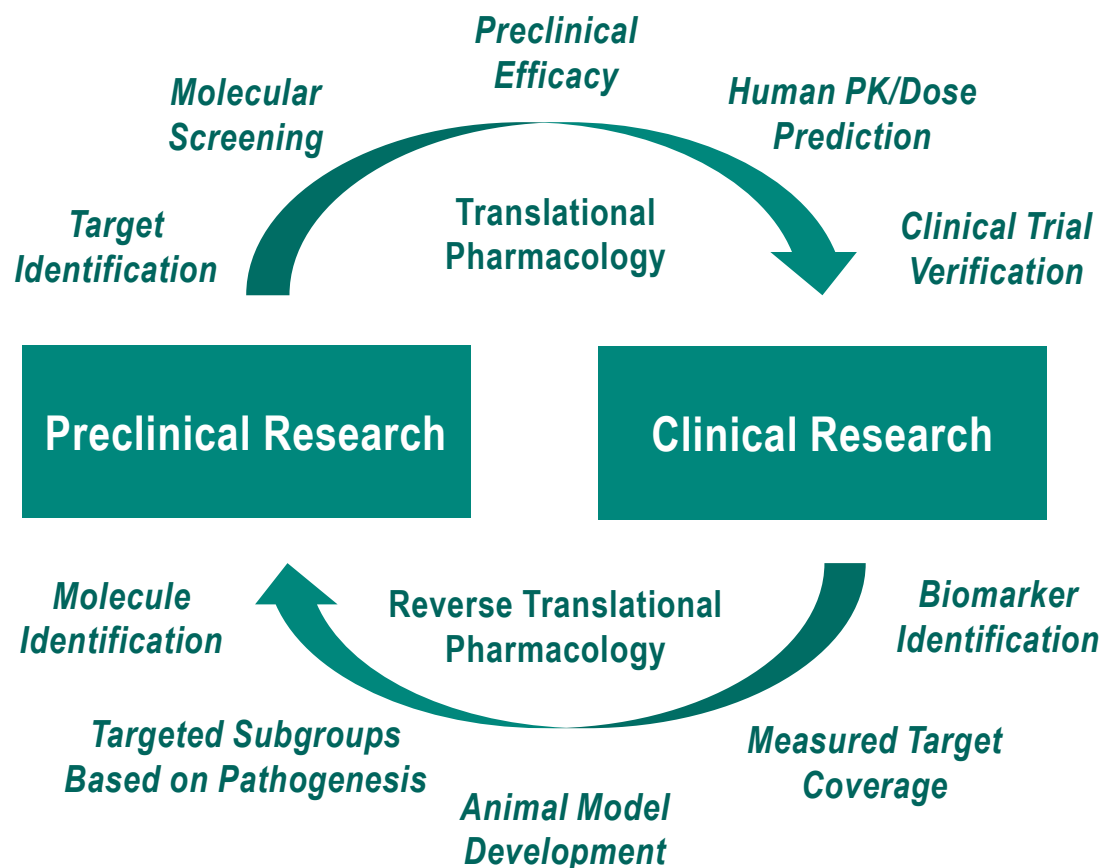 Preclinical
Efficacy
Molecular
Screening
Human PK/Dose
Prediction
Target
Identification
Translational
Pharmacology
Clinical Trial
Verification
Preclinical Research
Clinical Research
Molecule
Identification
Reverse Translational
Pharmacology
Biomarker
Identification
Targeted Subgroups
Based on Pathogenesis
Measured Target
Coverage
Animal Model
Development